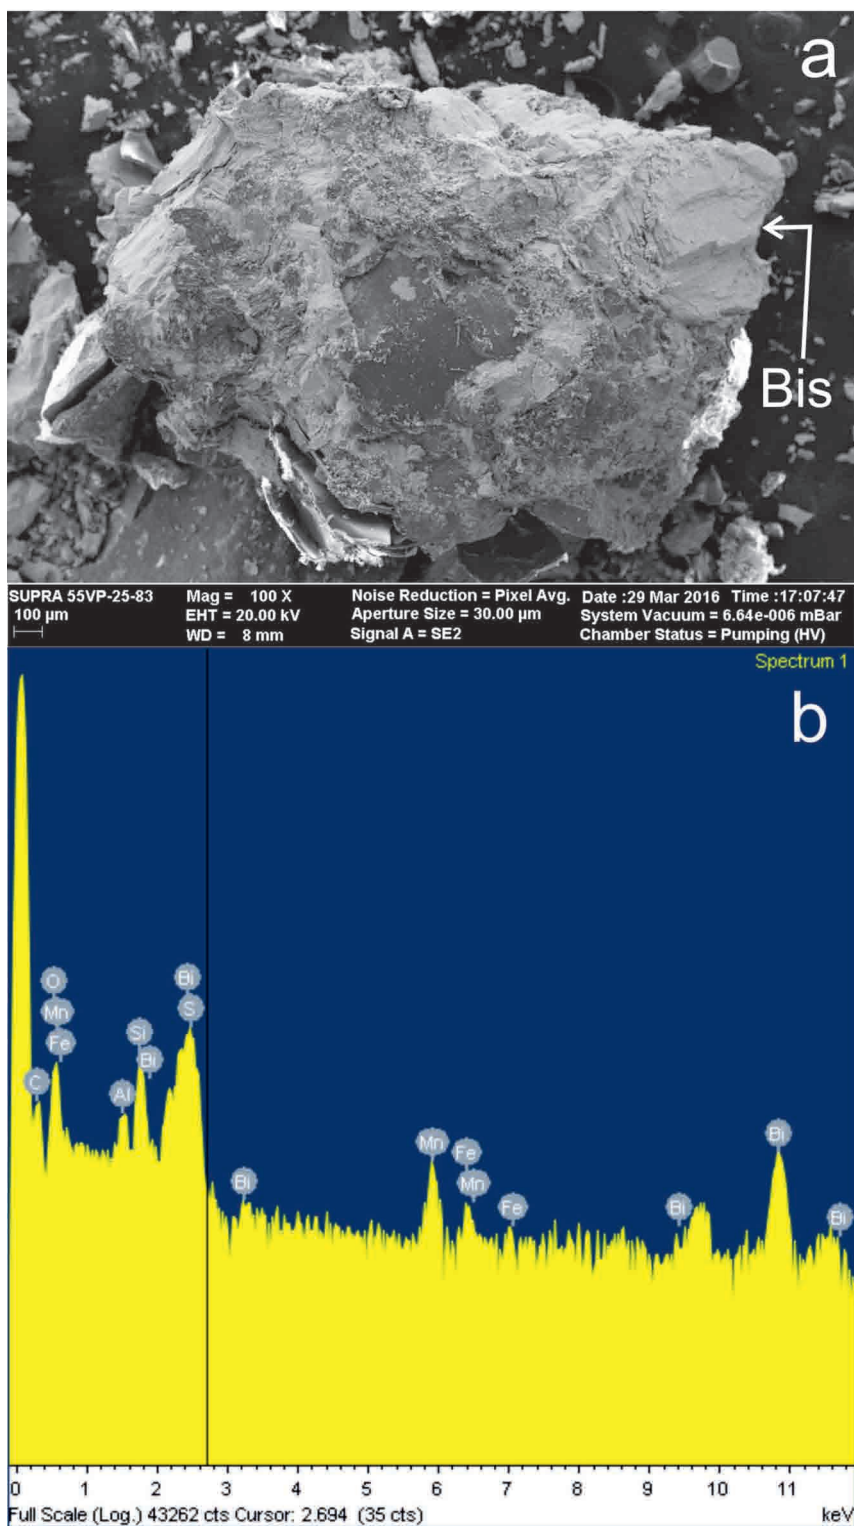 a
Bis
SUPRA 55VP-25-83 Mag = 100 X Noise Reduction = Pixel Avg. Date :29 Mar 2016 Time :17:07:47
100 µm EHT = 20.00 kV Aperture Size = 30.00 µm System Vacuum = 6.64e-006 mBar
WD = 8 mm Signal A = SE2 Chamber Status = Pumping (HV)
Spectrum 1
b
O Bi
Mn S
Fe Si
C Al Bi
Bi Mn Fe Bi
Mn
Fe Bi Bi
0 1 2 3 4 5 6 7 8 9 10 11
Full Scale (Log.) 43262 cts Cursor: 2.694 (35 cts) keV